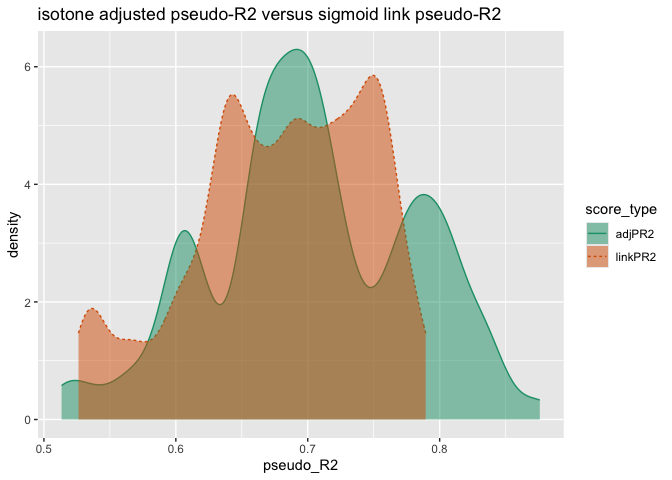 isotone adjusted pseudo-R2 versus sigmoid link pseudo-R2
6
4
2
0
density
0.5
0.6
0.7
0.8
pseudo_R2
score_type
adjPR2
linkPR2